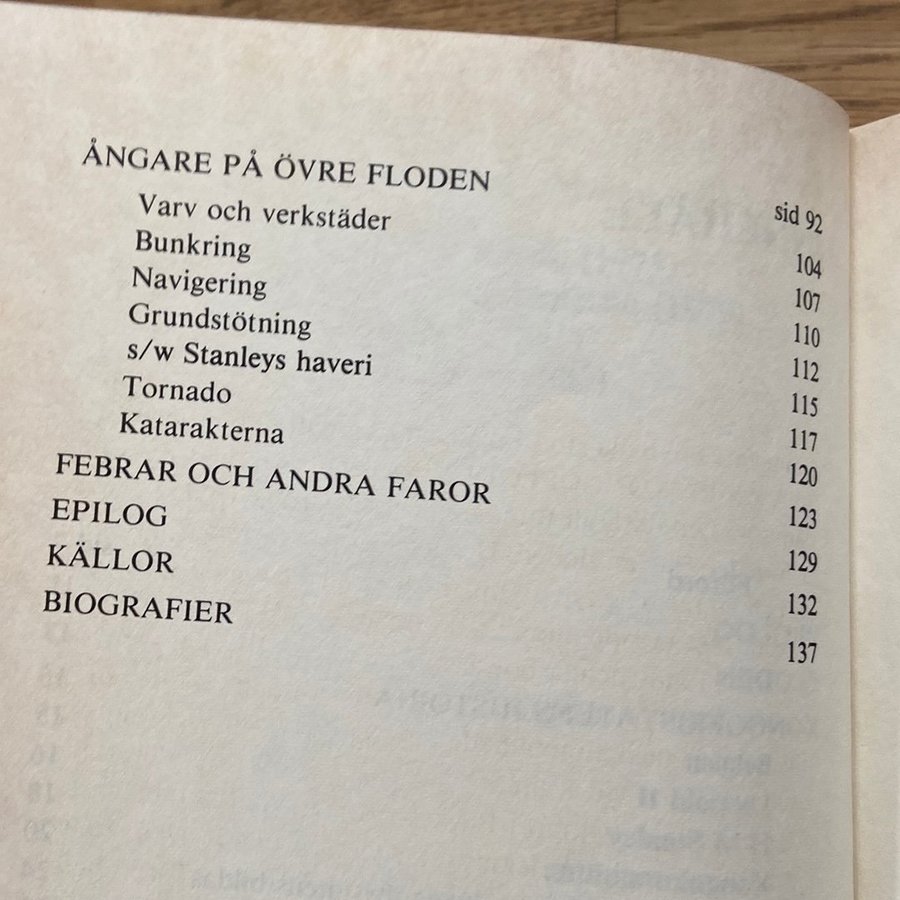 ÅNGARE PÅ ÖVRE FLODEN sid 92
Varv och verkstäder 104
Bunkring 107
Navigering 110
Grundstötning 112
s/w Stanleys haveri 115
Tornado 117
Katarakterna 120
FEBRAR OCH ANDRA FAROR 123
EPILOG 129
KÄLLOR 132
BIOGRAFIER 137